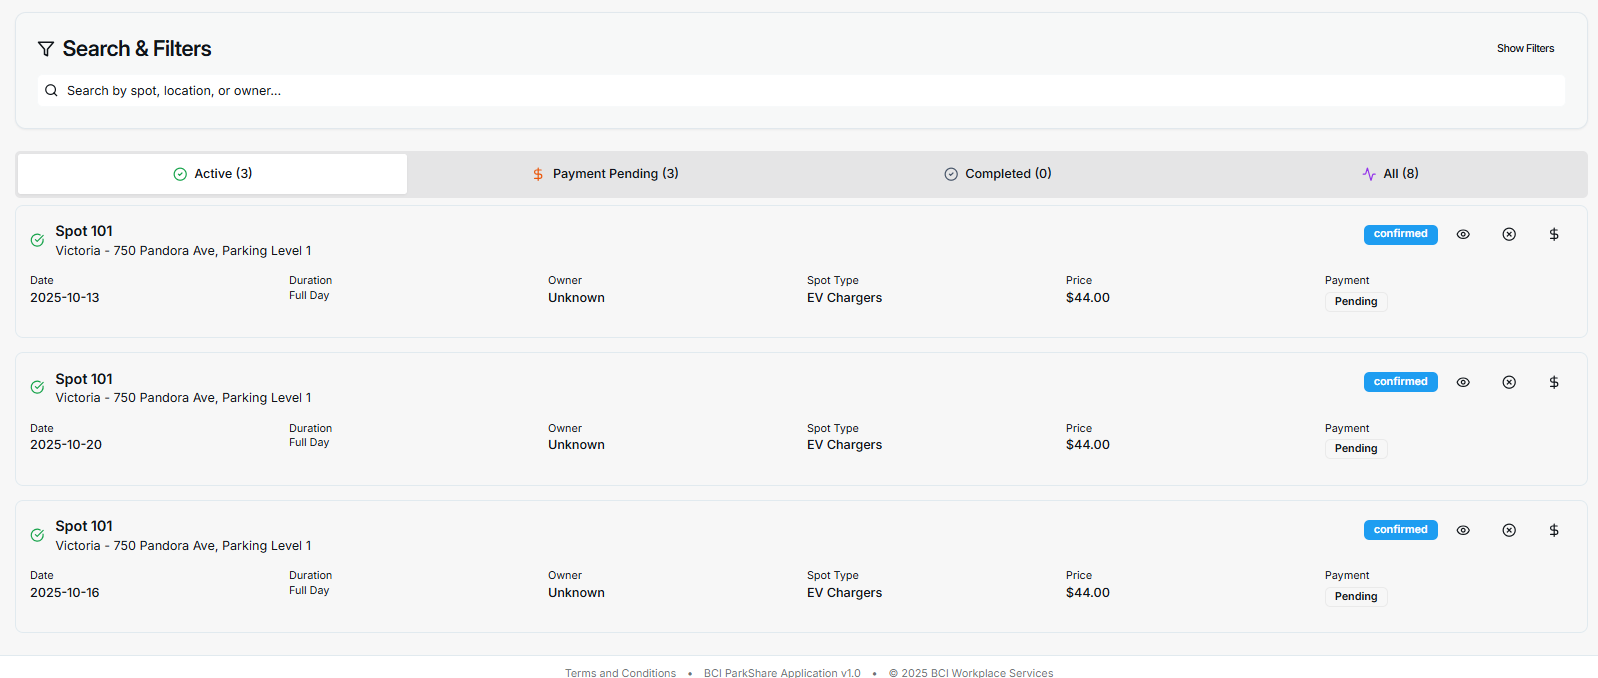 Search & Filters
Show Filters
Search by spot, location, or owner...
Active (3)
Payment Pending (3)
Completed (0)
All (8)
Spot 101
Victoria - 750 Pandora Ave, Parking Level 1
confirmed
Date
Duration
Owner
Spot Type
Price
Payment
2025-10-13
Full Day
Unknown
EV Chargers
$44.00
Pending
Spot 101
Victoria - 750 Pandora Ave, Parking Level 1
confirmed
Date
Duration
Owner
Spot Type
Price
Payment
2025-10-20
Full Day
Unknown
EV Chargers
$44.00
Pending
Spot 101
Victoria - 750 Pandora Ave, Parking Level 1
confirmed
Date
Duration
Owner
Spot Type
Price
Payment
2025-10-16
Full Day
Unknown
EV Chargers
$44.00
Pending
Terms and Conditions • BCI ParkShare Application v1.0 • © 2025 BCI Workplace Services